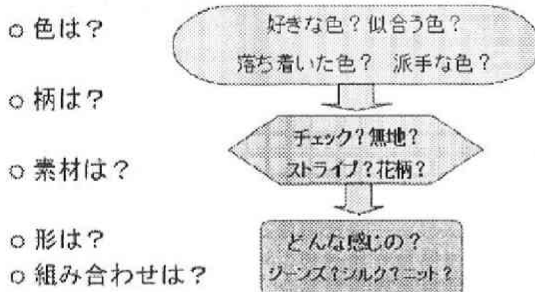 ○ 色は?
○ 柄は?
○ 素材は?
○ 形は?
○ 組み合わせは?
好きな色?似合う色?
落ち着いた色? 派手な色?
チェック?無地?
ストライプ?花柄?
どんな感じの?
ジーンズ?シルク?ニット?